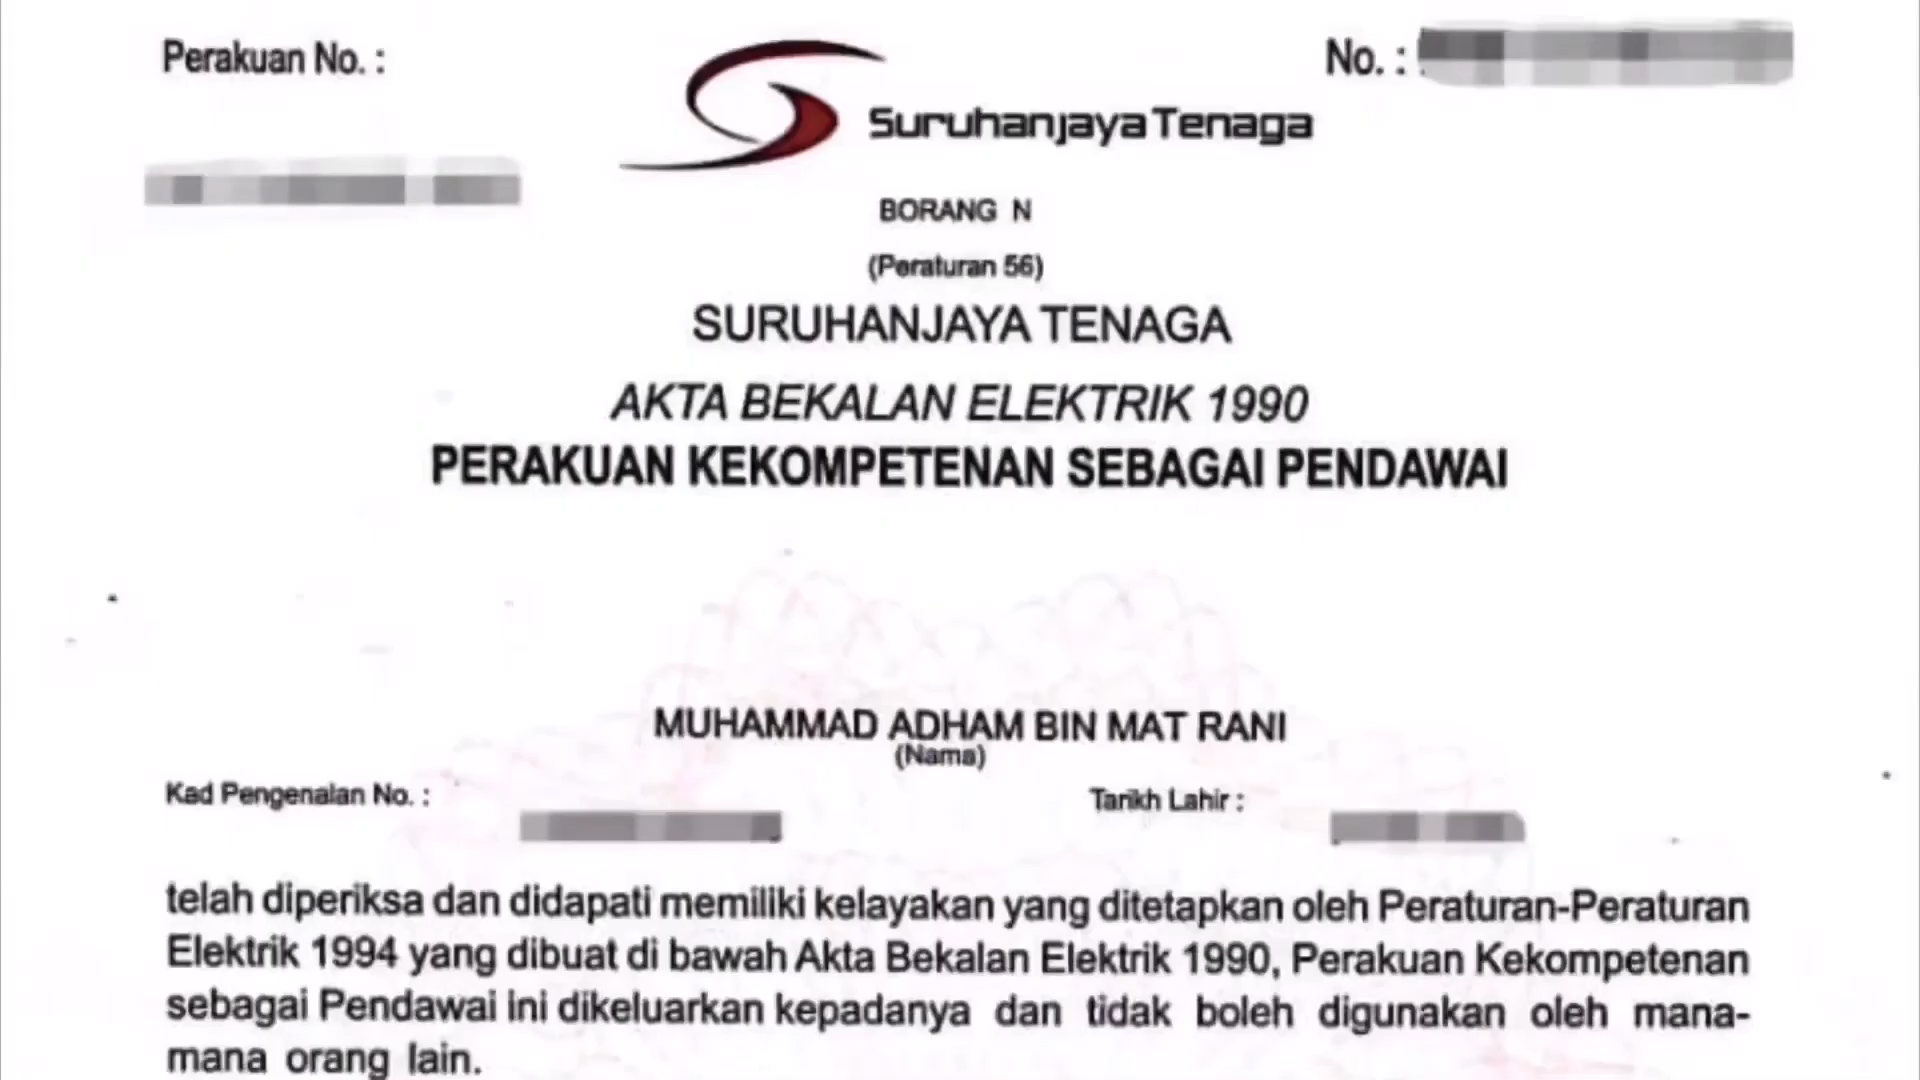 Perakuan No. :
No. :
Suruhanjaya Tenaga
BORANG N
(Peraturan 56)
SURUHANJAYA TENAGA
AKTA BEKALAN ELEKTRIK 1990
PERAKUAN KEKOMPETENAN SEBAGAI PENDAWAI
MUHAMMAD ADHAM BIN MAT RANI
(Nama)
Kad Pengenalan No. :
Tarikh Lahir :
telah diperiksa dan didapati memiliki kelayakan yang ditetapkan oleh Peraturan-Peraturan
Elektrik 1994 yang dibuat di bawah Akta Bekalan Elektrik 1990, Perakuan Kekompetenan
sebagai Pendawai ini dikeluarkan kepadanya dan tidak boleh digunakan oleh mana-
mana orang lain.